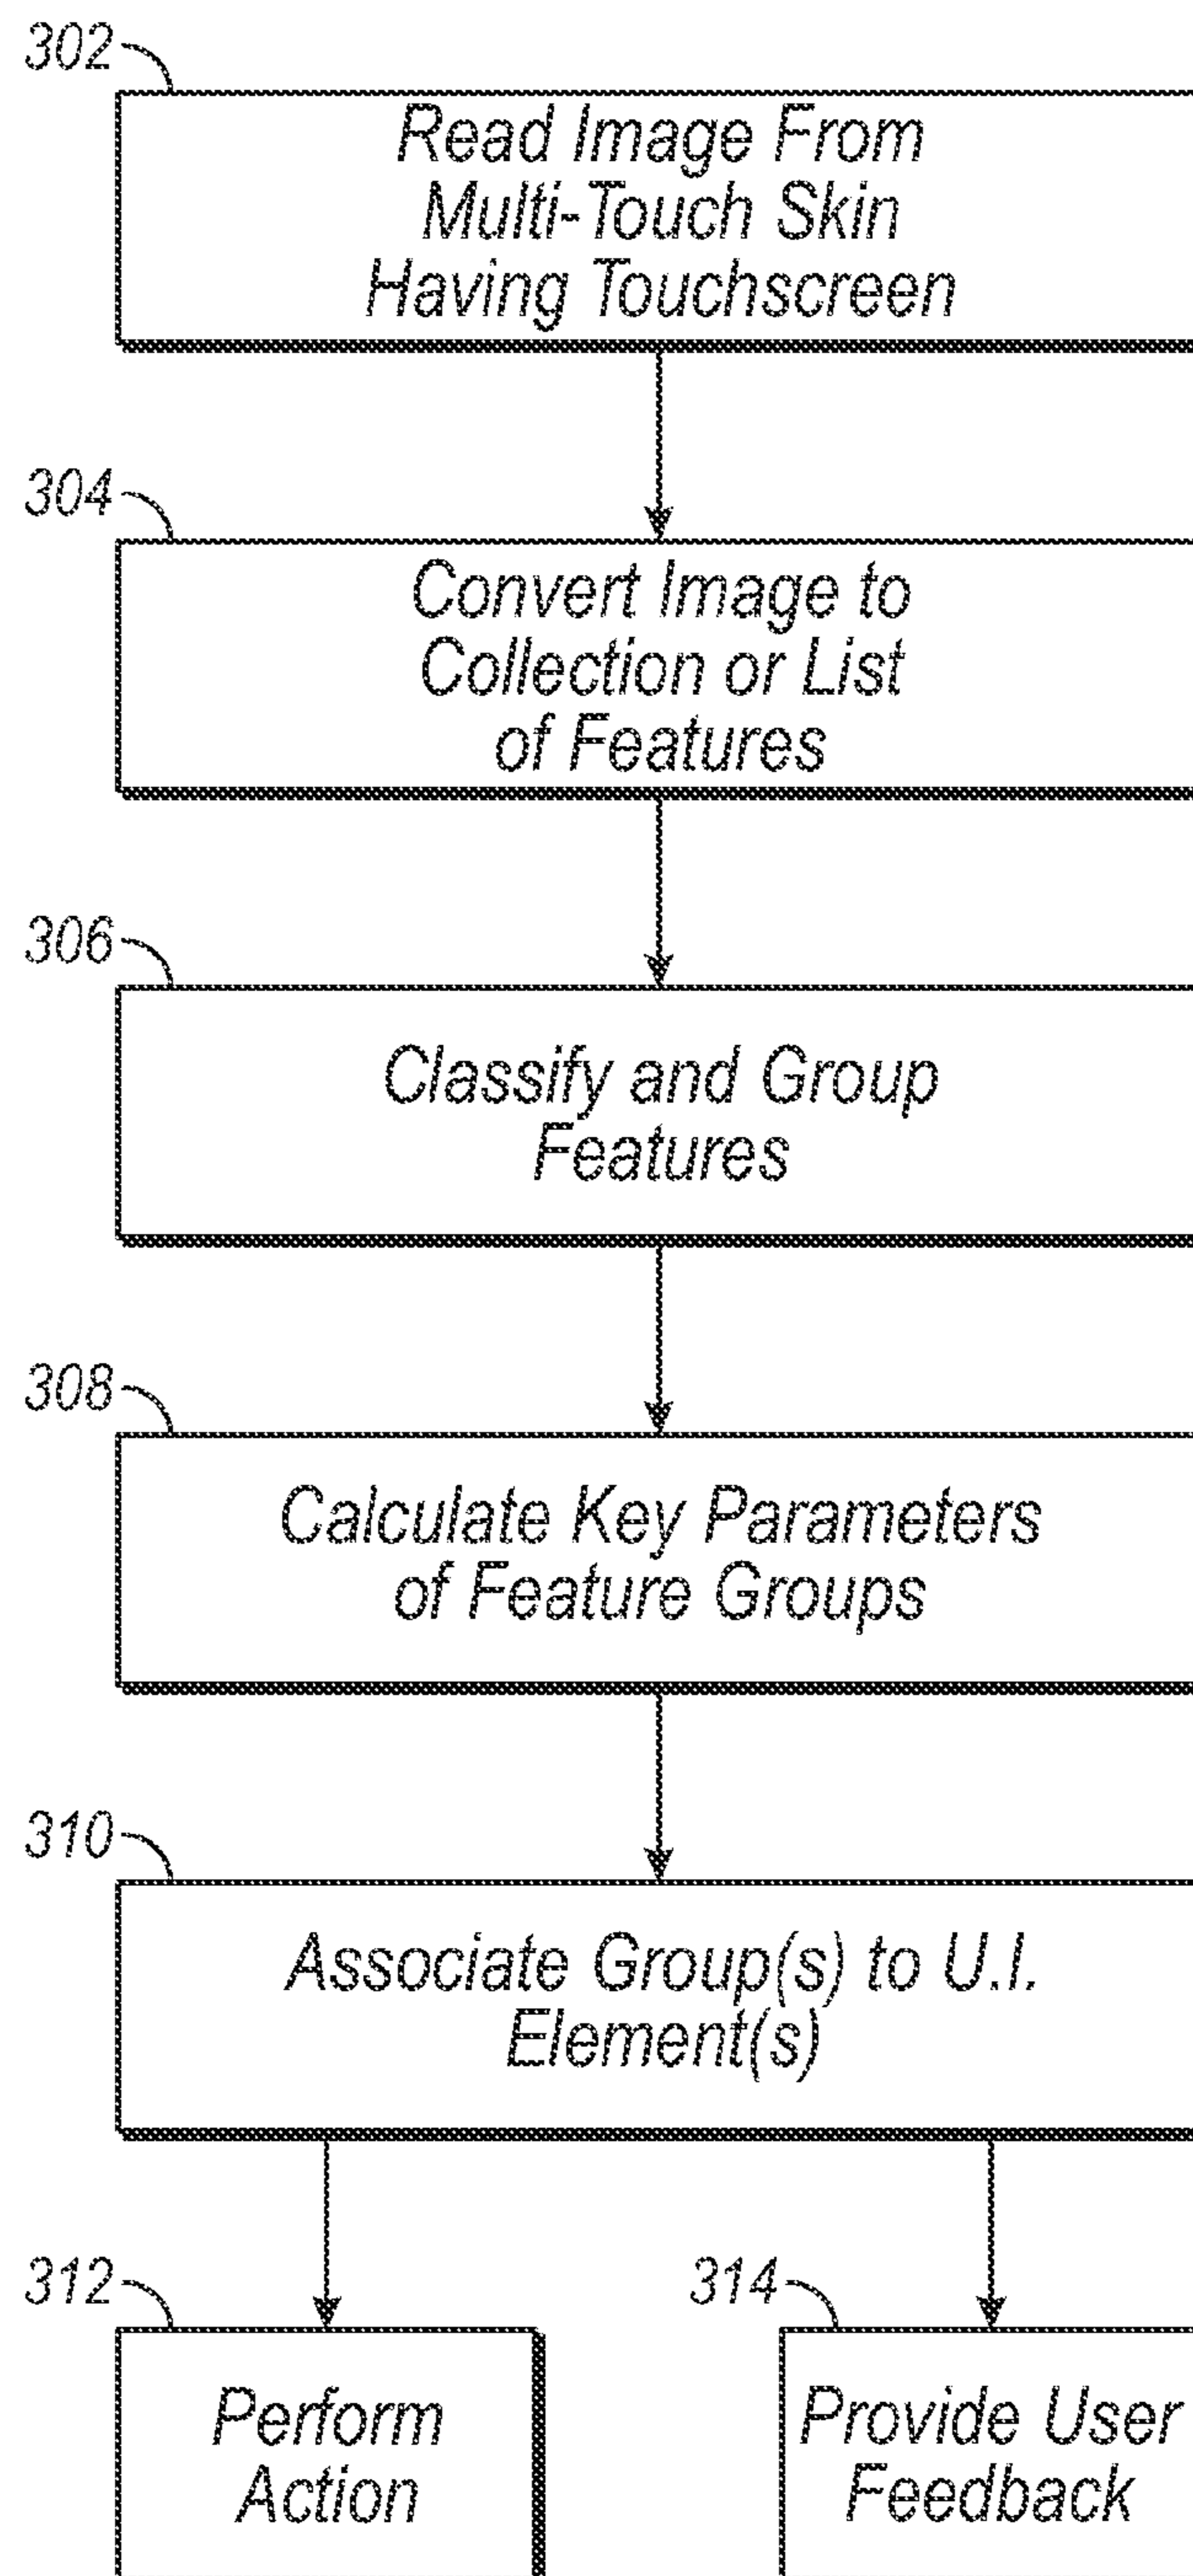 302
Read Image From
Multi-Touch Skin
Having Touchscreen
304
Convert Image to
Collection or List
of Features
306
Classify and Group
Features
308
Calculate Key Parameters
of Feature Groups
310
Associate Group(s) to U.I.
Element(s)
312
Perform
Action
314
Provide User
Feedback